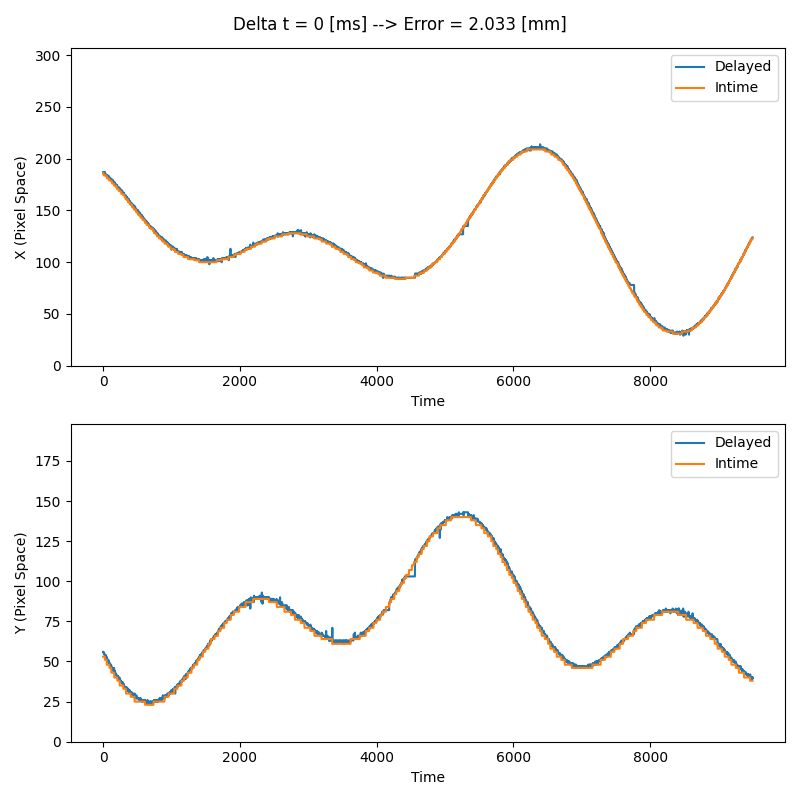 Delta t = 0 [ms] --> Error = 2.033 [mm]
300
250
200
150
100
50
0
X (Pixel Space)
Delayed
Intime
0 2000 4000 6000 8000
Time
175
150
125
100
75
50
25
0
Y (Pixel Space)
Delayed
Intime
0 2000 4000 6000 8000
Time